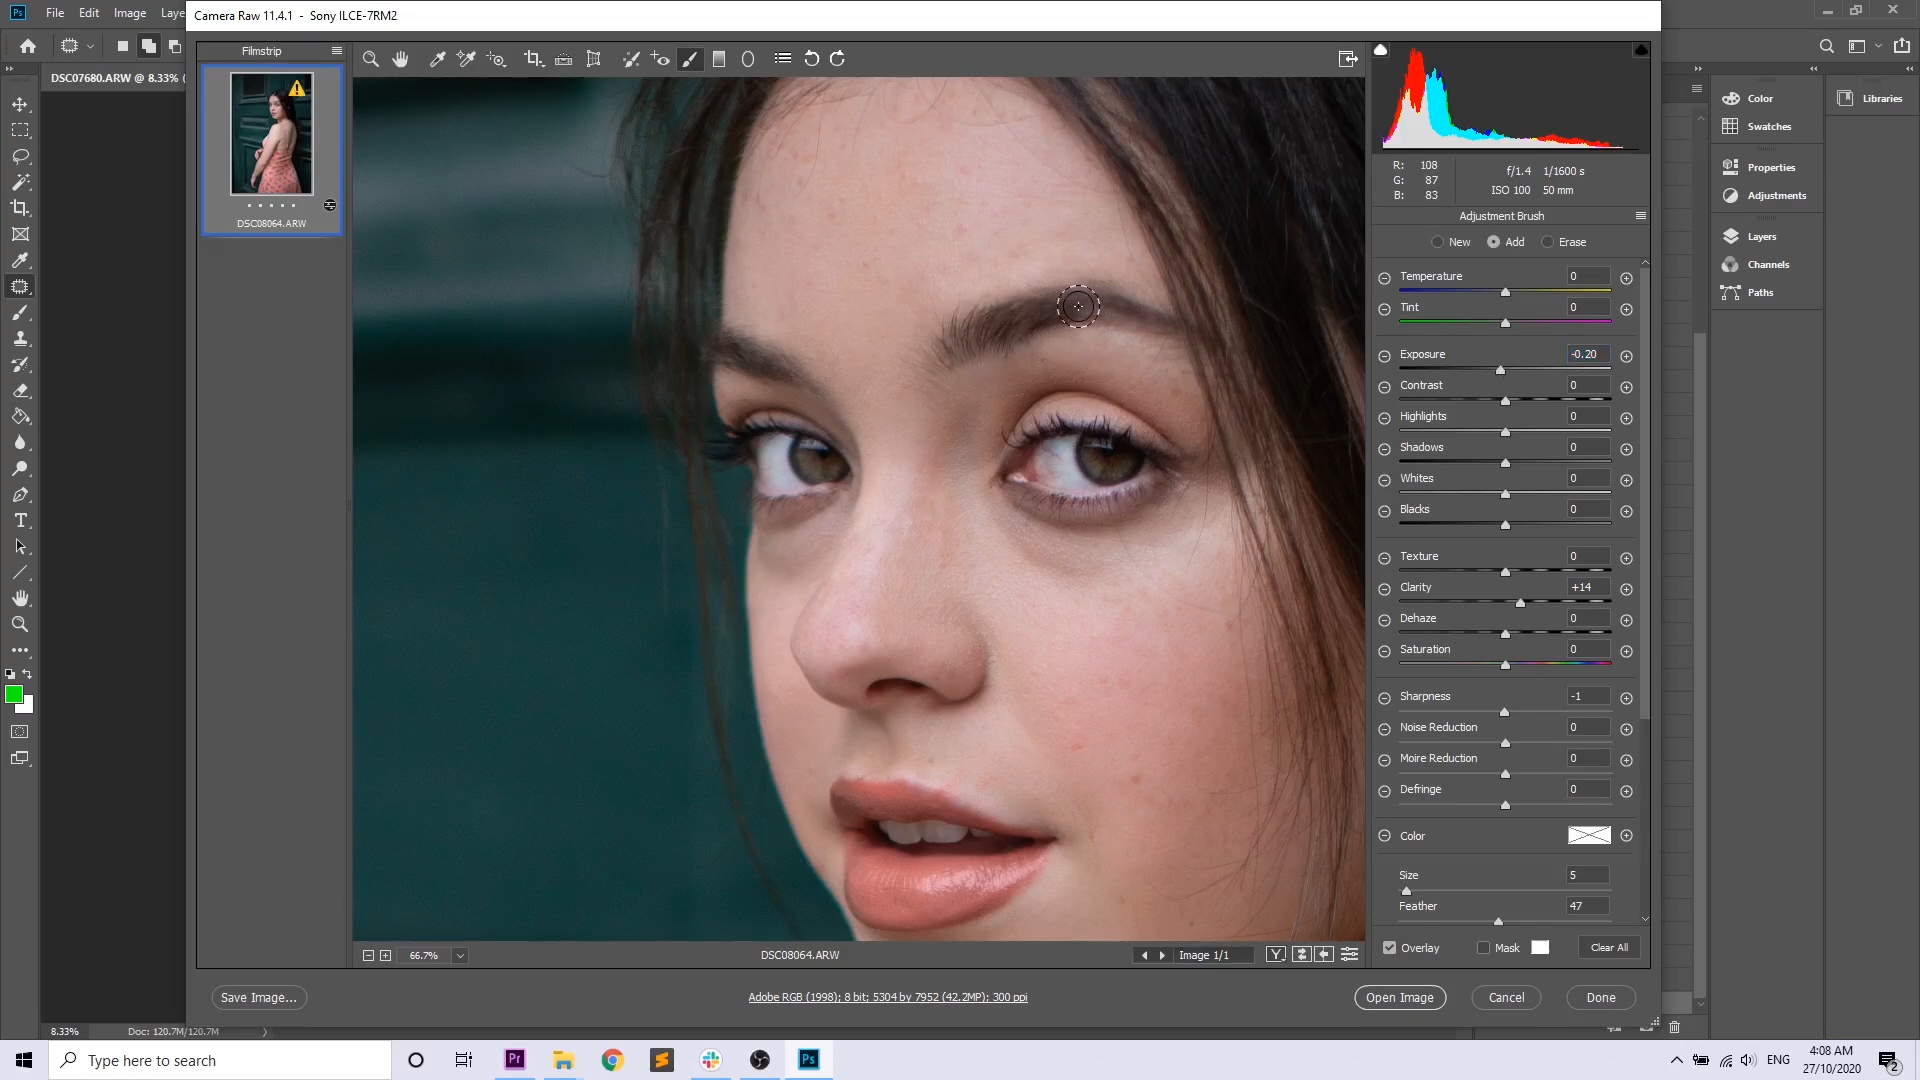 Ps File Edit Image Laye
Camera Raw 11.4.1 - Sony ILCE-7RM2
DSC07680.ARW @ 8.33% (
Filmstrip
DSC08064.ARW
R: 108
G: 87
B: 83
f/1.4 1/1600 s
ISO 100 50 mm
Adjustment Brush
New Add Erase
Temperature 0
Tint 0
Exposure -0.20
Contrast 0
Highlights 0
Shadows 0
Whites 0
Blacks 0
Texture 0
Clarity +14
Dehaze 0
Saturation 0
Sharpness -1
Noise Reduction 0
Moire Reduction 0
Defringe 0
Color
Size 5
Feather 47
Overlay Mask Clear All
66.7%
DSC08064.ARW
Image 1/1
Y
Save Image...
Adobe RGB (1998); 8 bit; 5304 by 7952 (42.2MP); 300 ppi
Open Image Cancel Done
Color
Swatches
Properties
Adjustments
Layers
Channels
Paths
Libraries
8.33% Doc: 120.7M/120.7M
Type here to search
Pr
Ps
ENG
4:08 AM
27/10/2020
2